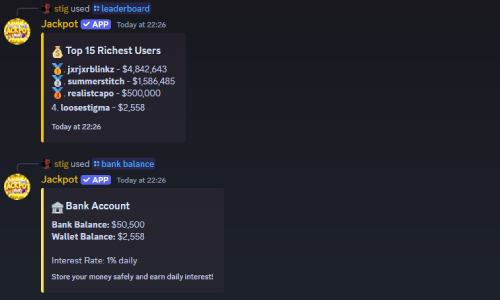 stig used leaderboard
Jackpot ✓ APP Today at 22:26
Top 15 Richest Users
. jxrjxrblinkz - $4,842,643
. summerstitch - $1,586,485
. realistcapo - $500,000
4. loosestigma - $2,558
Today at 22:26
stig used bank balance
Jackpot ✓ APP Today at 22:26
Bank Account
Bank Balance: $50,500
Wallet Balance: $2,558
Interest Rate: 1% daily
Store your money safely and earn daily interest!